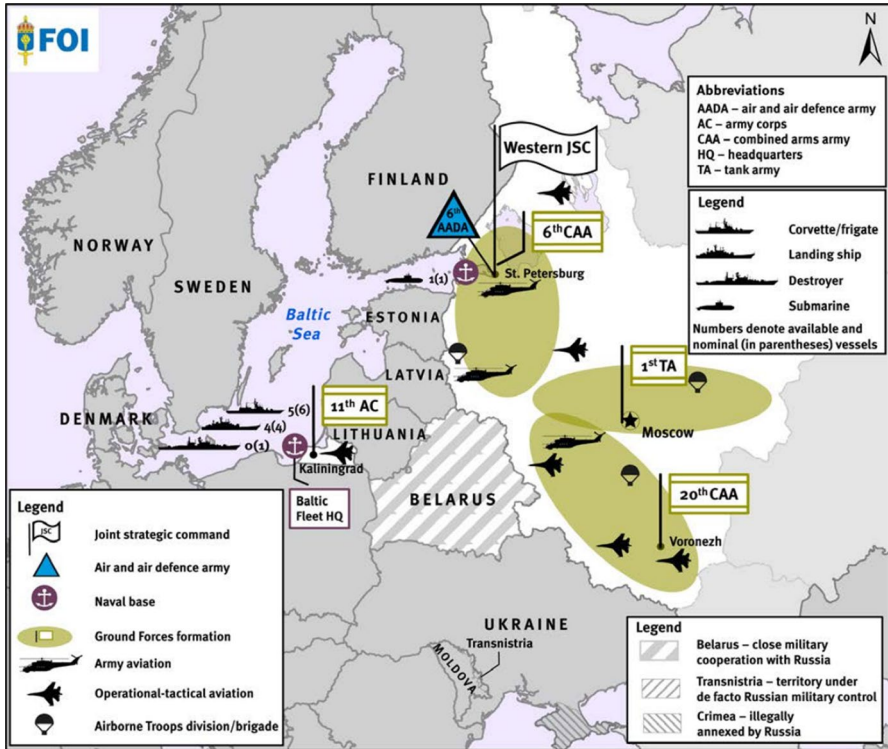 FOI
N
Abbreviations
AADA – air and air defence army
AC – army corps
CAA – combined arms army
HQ – headquarters
TA – tank army
Legend
Corvette/frigate
Landing ship
Destroyer
Submarine
Numbers denote available and
nominal (in parentheses) vessels
Western JSC
FINLAND
6th
AADA
6th CAA
NORWAY
SWEDEN
1(1)
St. Petersburg
ESTONIA
Baltic
Sea
LATVIA
1st TA
DENMARK
5(6)
4(4)
0(1)
11th AC
LITHUANIA
Moscow
Kaliningrad
Baltic
Fleet HQ
BELARUS
20th CAA
Voronezh
UKRAINE
Transnistria
MOLDOVA
Legend
JSC
Joint strategic command
Air and air defence army
Naval base
Ground Forces formation
Army aviation
Operational-tactical aviation
Airborne Troops division/brigade
Legend
Belarus – close military
cooperation with Russia
Transnistria – territory under
de facto Russian military control
Crimea – illegally
annexed by Russia